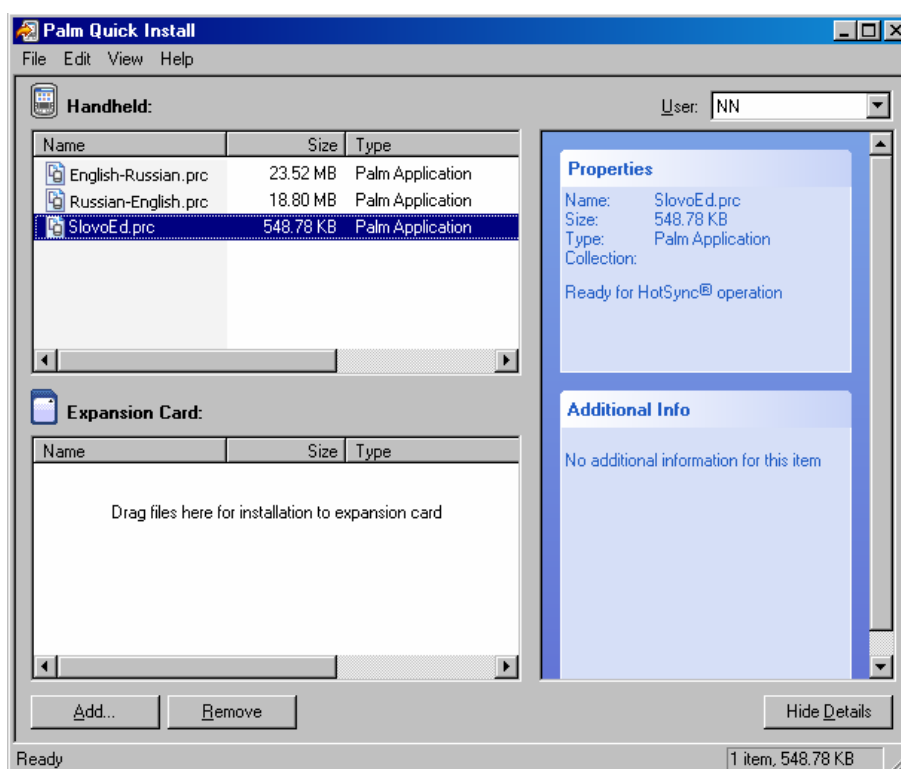 Palm Quick Install
File Edit View Help
Handheld:
User: NN
Name Size Type
English-Russian.prc 23.52 MB Palm Application
Russian-English.prc 18.80 MB Palm Application
SlovoEd.prc 548.78 KB Palm Application
Properties
Name: SlovoEd.prc
Size: 548.78 KB
Type: Palm Application
Collection:
Ready for HotSync® operation
Expansion Card:
Name Size Type
Drag files here for installation to expansion card
Additional Info
No additional information for this item
Add... Remove
Hide Details
Ready
1 item, 548.78 KB